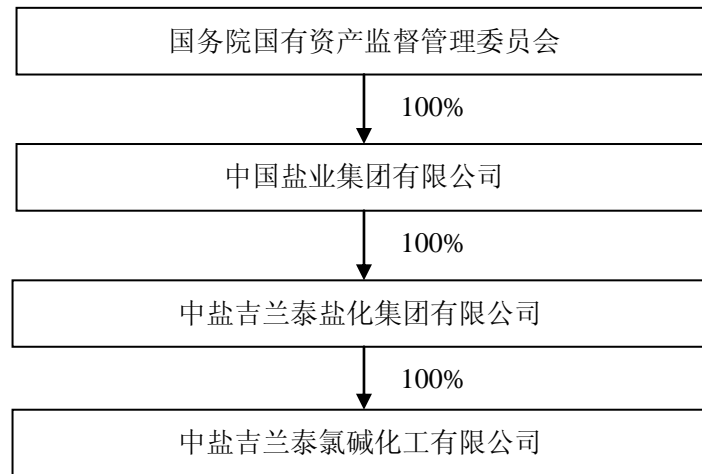 国务院国有资产监督管理委员会
100%
中国盐业集团有限公司
100%
中盐吉兰泰盐化集团有限公司
100%
中盐吉兰泰氯碱化工有限公司